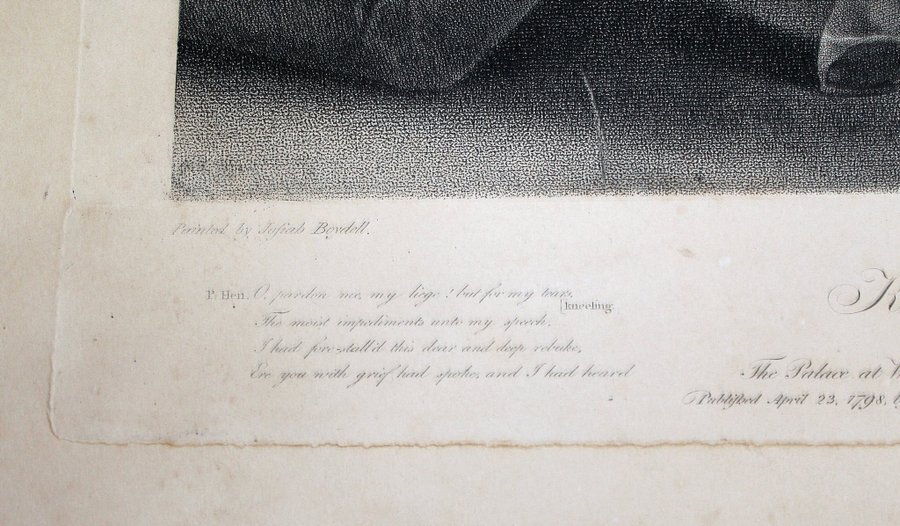 Painted by Josiah Boydell.
P. Hen. O, pardon me, my liege! but for my tears,
[kneeling.
The moist impediments unto my speech,
I had fore-stall'd this dear and deep rebuke,
Ere you with grief had spoke, and I had heard
The Palace at W
Published April 23, 1798, b
K